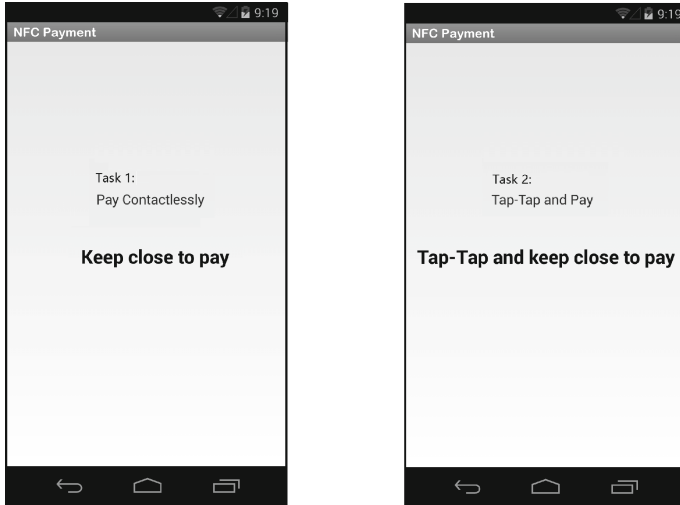 9:19
NFC Payment
Task 1:
Pay Contactlessly
Keep close to pay
9:19
NFC Payment
Task 2:
Tap-Tap and Pay
Tap-Tap and keep close to pay